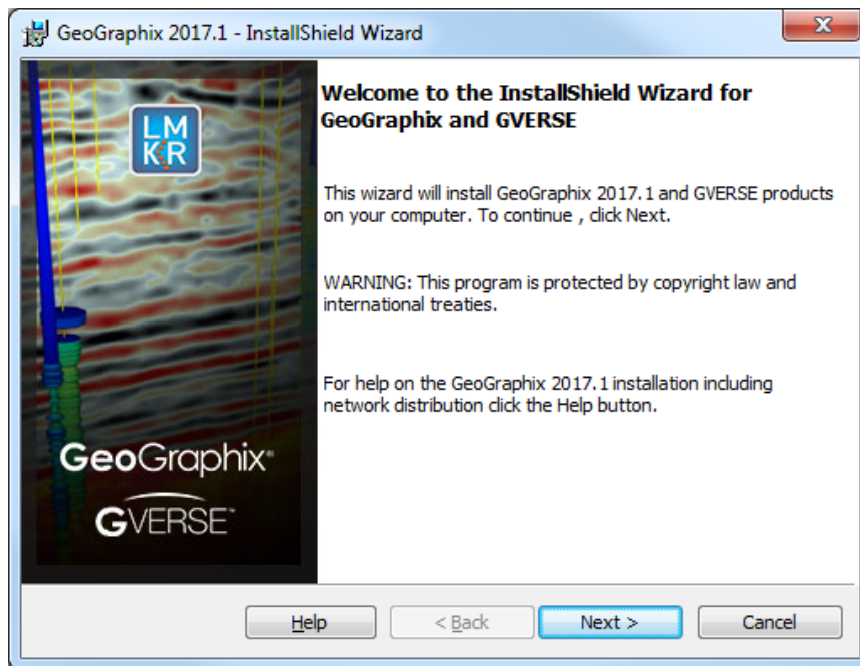 GeoGraphix 2017.1 - InstallShield Wizard
X
LM
KR
Welcome to the InstallShield Wizard for
GeoGraphix and GVERSE
This wizard will install GeoGraphix 2017.1 and GVERSE products
on your computer. To continue , click Next.
WARNING: This program is protected by copyright law and
international treaties.
For help on the GeoGraphix 2017.1 installation including
network distribution click the Help button.
GeoGraphix®
GVERSE™
Help
< Back
Next >
Cancel